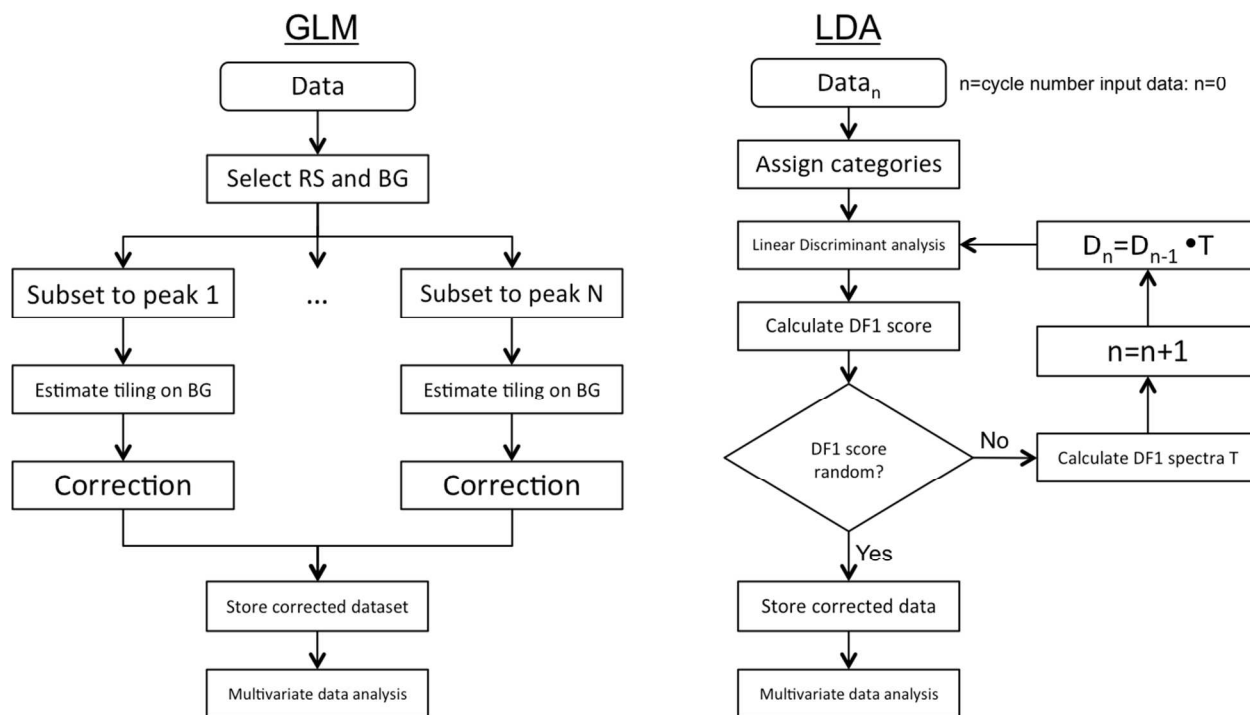 GLM
Data
Select RS and BG
Subset to peak 1
...
Subset to peak N
Estimate tiling on BG
Estimate tiling on BG
Correction
Correction
Store corrected dataset
Multivariate data analysis
LDA
Dataₙ
n=cycle number input data: n=0
Assign categories
Linear Discriminant analysis
Dₙ=Dₙ₋₁ •T
Calculate DF1 score
n=n+1
DF1 score
random?
No
Calculate DF1 spectra T
Yes
Store corrected data
Multivariate data analysis